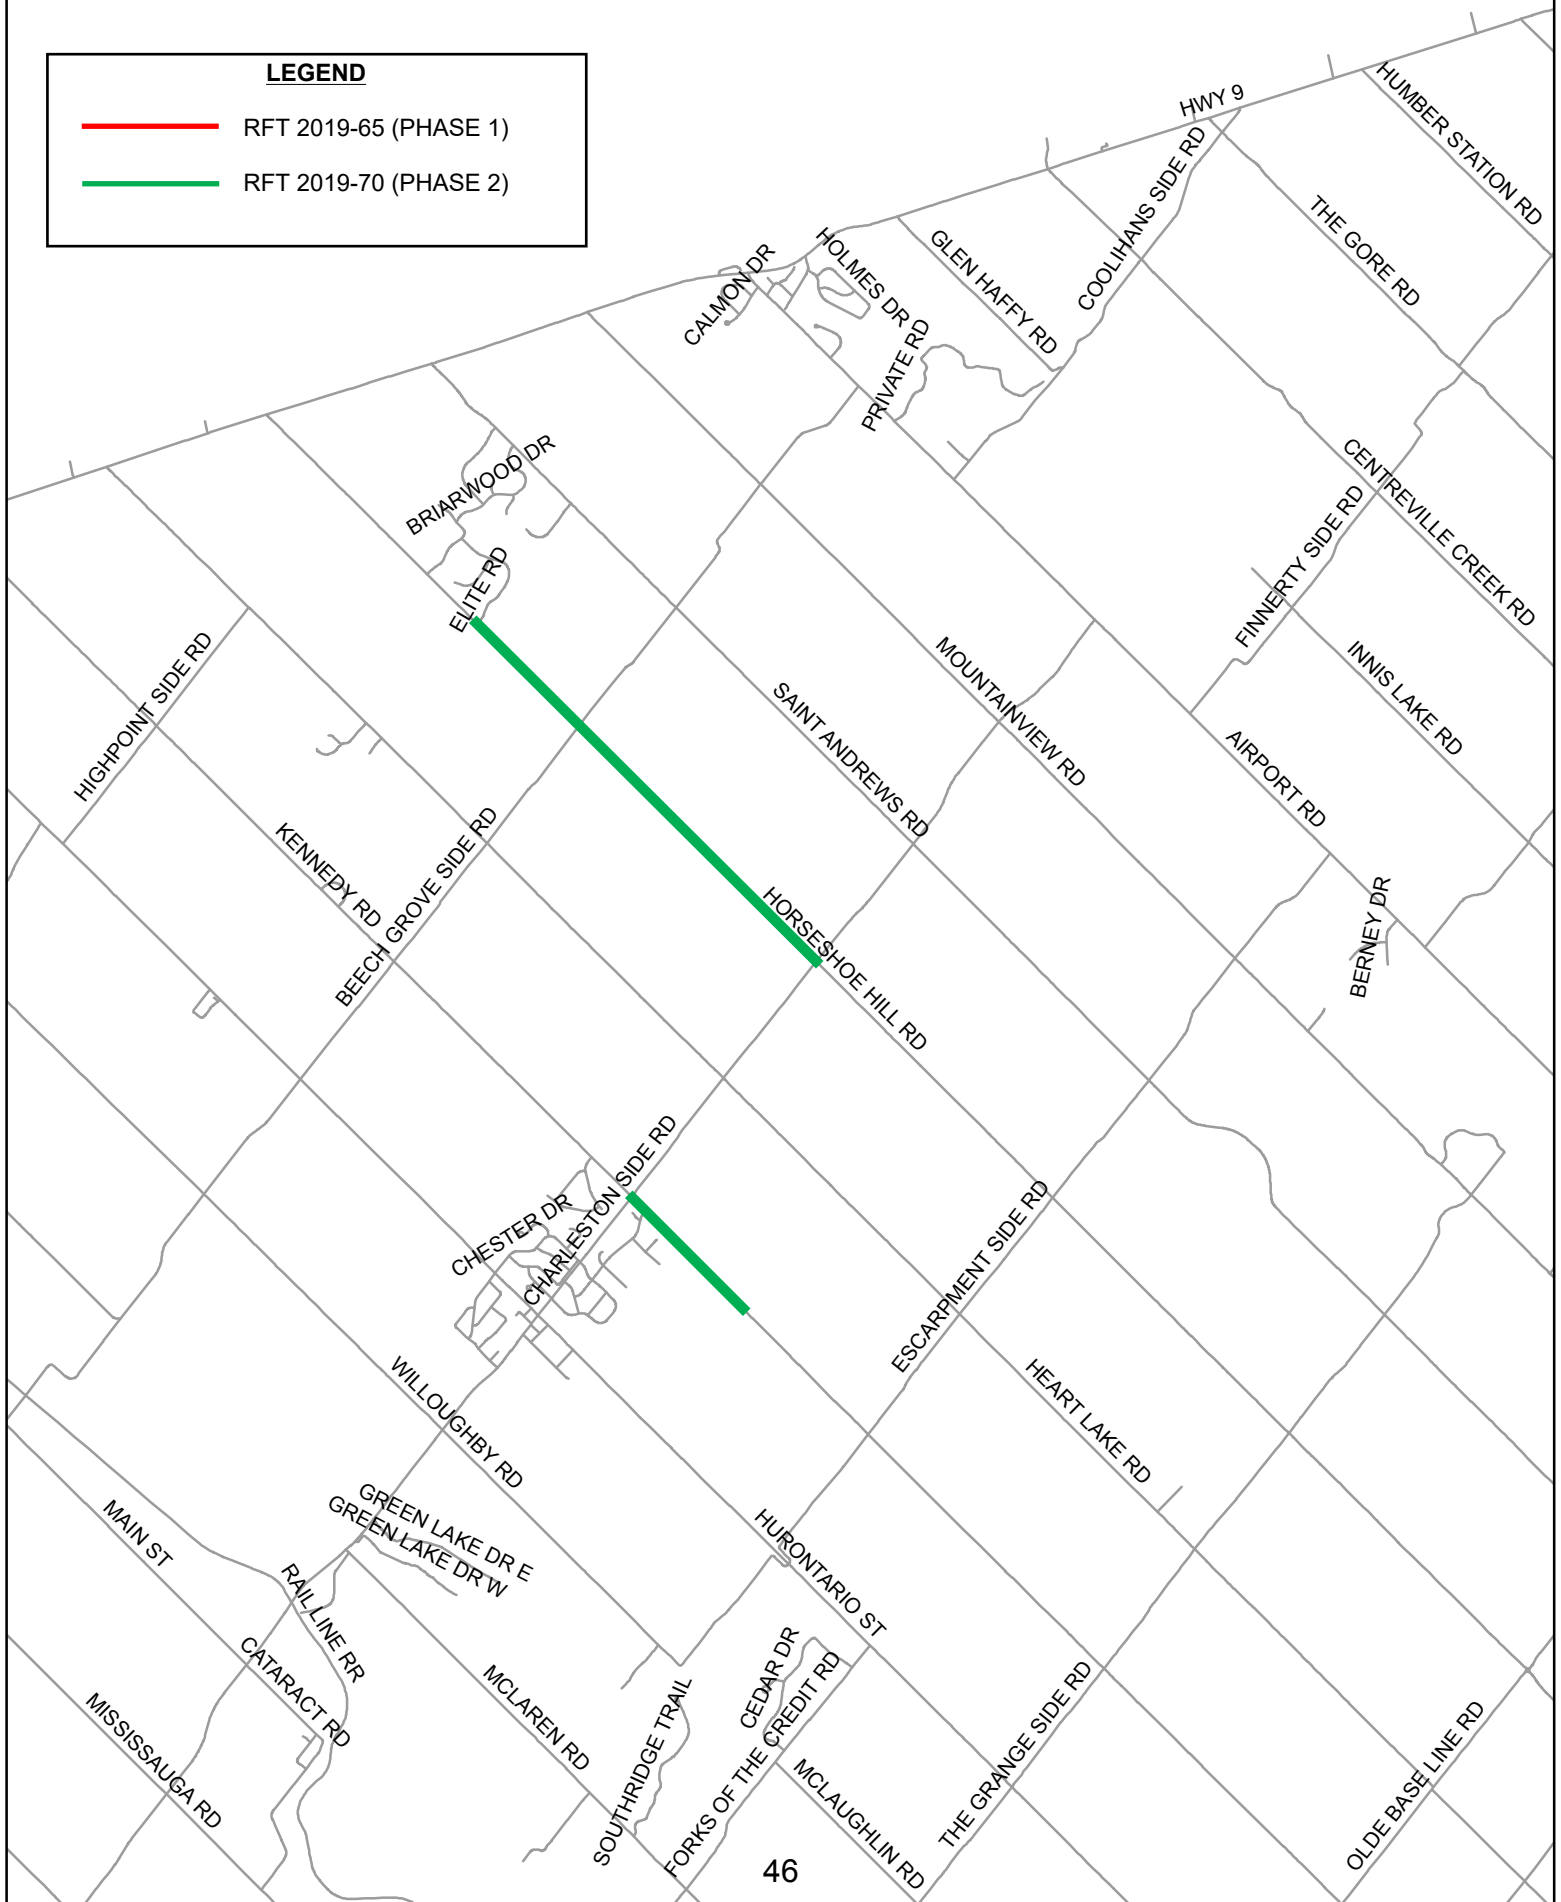 LEGEND
RFT 2019-65 (PHASE 1)
RFT 2019-70 (PHASE 2)
HWY 9
HUMBER STATION RD
COOLIHANS SIDE RD
THE GORE RD
HOLMES DR
GLEN HAFFY RD
CALMON DR
PRIVATE RD
BRIARWOOD DR
CENTREVILLE CREEK RD
FINNERTY SIDE RD
ELITE RD
HIGHPOINT SIDE RD
MOUNTAINVIEW RD
INNIS LAKE RD
SAINT ANDREWS RD
AIRPORT RD
KENNEDY RD
BEECH GROVE SIDE RD
HORSESHOE HILL RD
BERNEY DR
CHARLESTON SIDE RD
CHESTER DR
ESCARPMENT SIDE RD
WILLOUGHBY RD
HEART LAKE RD
GREEN LAKE DR E
GREEN LAKE DR W
MAIN ST
HURONTARIO ST
RAIL LINE RR
CATARACT RD
CEDAR DR
MCLAREN RD
MISSISSAUGA RD
SOUTHRIDGE TRAIL
FORKS OF THE CREDIT RD
MCLAUGHLIN RD
THE GRANGE SIDE RD
OLDE BASE LINE RD
46